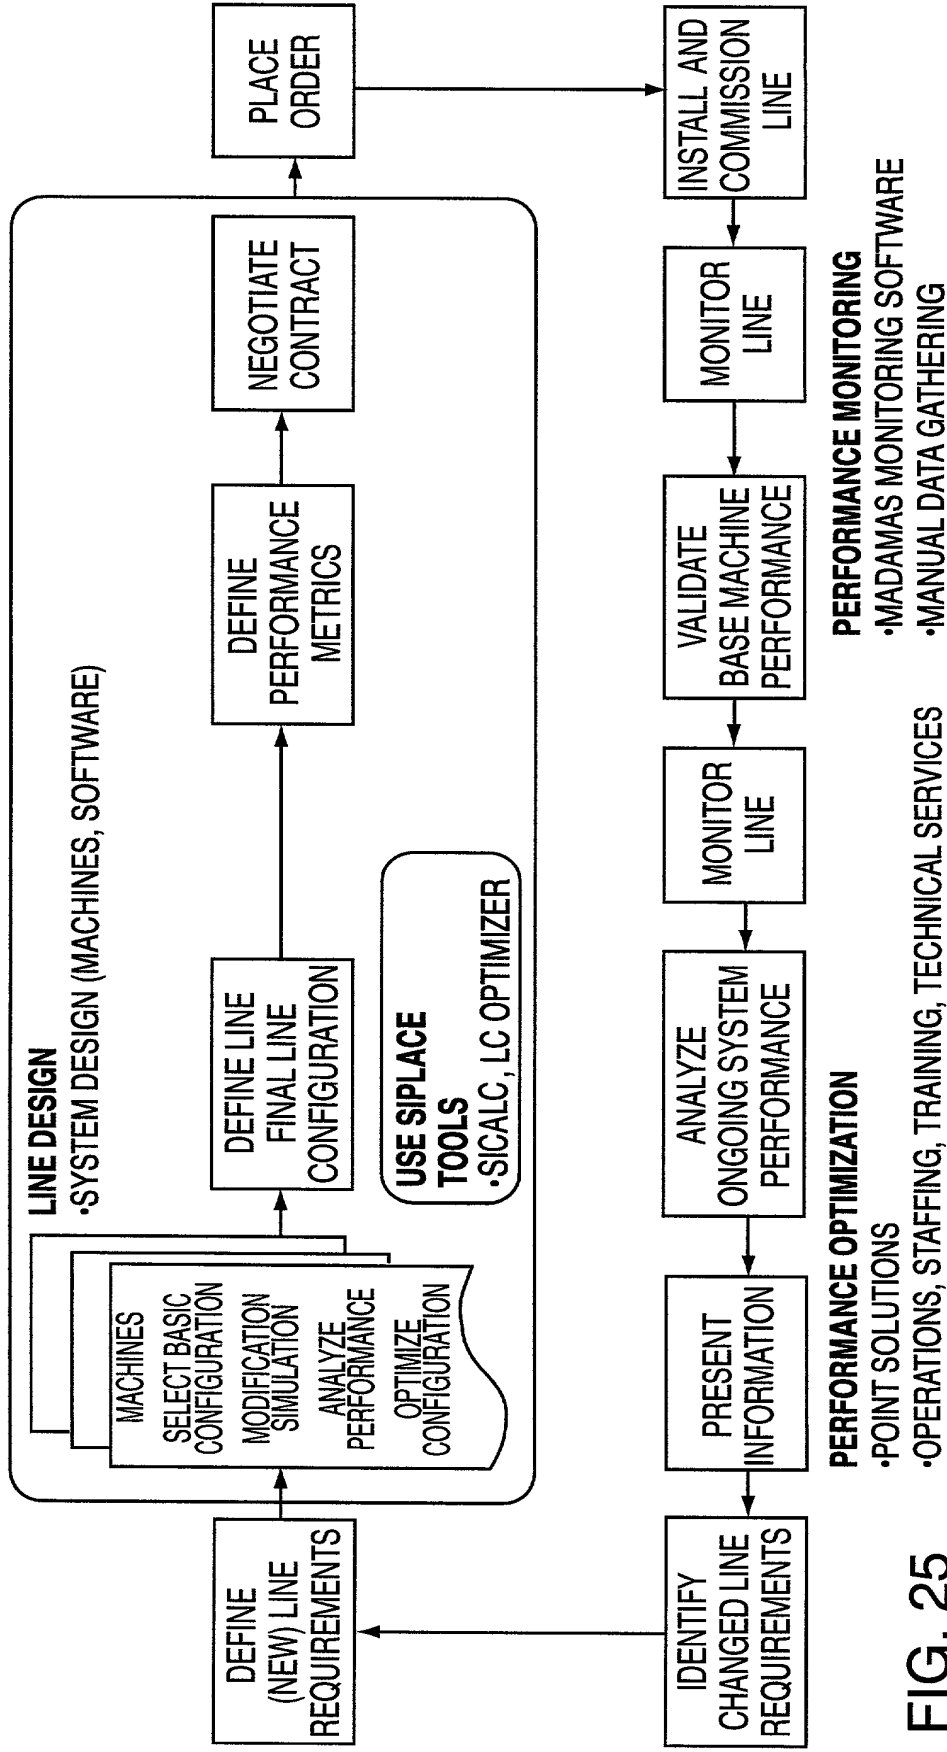 LINE DESIGN
•SYSTEM DESIGN (MACHINES, SOFTWARE)
DEFINE
(NEW) LINE
REQUIREMENTS
MACHINES
SELECT BASIC
CONFIGURATION
MODIFICATION
SIMULATION
ANALYZE
PERFORMANCE
OPTIMIZE
CONFIGURATION
DEFINE LINE
FINAL LINE
CONFIGURATION
DEFINE
PERFORMANCE
METRICS
NEGOTIATE
CONTRACT
PLACE
ORDER
USE SIPLACE
TOOLS
•SICALC, LC OPTIMIZER
IDENTIFY
CHANGED LINE
REQUIREMENTS
PRESENT
INFORMATION
ANALYZE
ONGOING SYSTEM
PERFORMANCE
MONITOR
LINE
VALIDATE
BASE MACHINE
PERFORMANCE
MONITOR
LINE
INSTALL AND
COMMISSION
LINE
PERFORMANCE OPTIMIZATION
•POINT SOLUTIONS
•OPERATIONS, STAFFING, TRAINING, TECHNICAL SERVICES
PERFORMANCE MONITORING
•MADAMAS MONITORING SOFTWARE
•MANUAL DATA GATHERING
FIG. 25